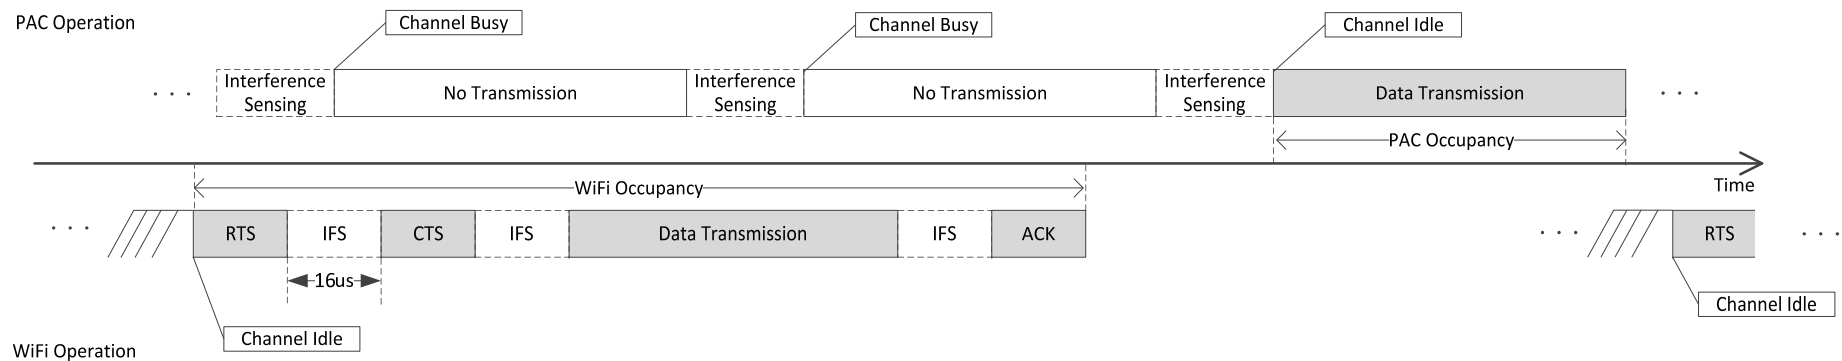 PAC Operation
Channel Busy
Channel Busy
Channel Idle
. . .
Interference
Sensing
No Transmission
Interference
Sensing
No Transmission
Interference
Sensing
Data Transmission
. . .
PAC Occupancy
WiFi Occupancy
Time
. . .
RTS
IFS
CTS
IFS
Data Transmission
IFS
ACK
. . .
RTS
. . .
16us
Channel Idle
Channel Idle
WiFi Operation